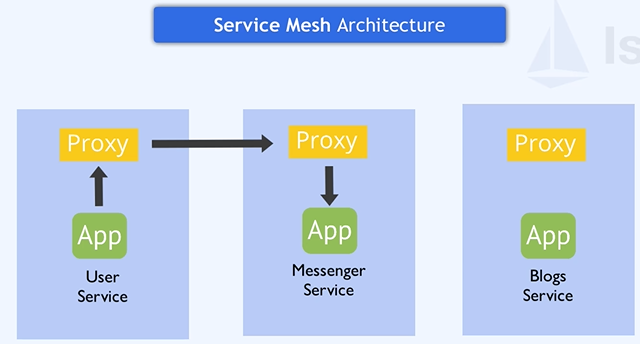 Service Mesh Architecture
Is
Proxy
Proxy
Proxy
App
App
App
User
Service
Messenger
Service
Blogs
Service